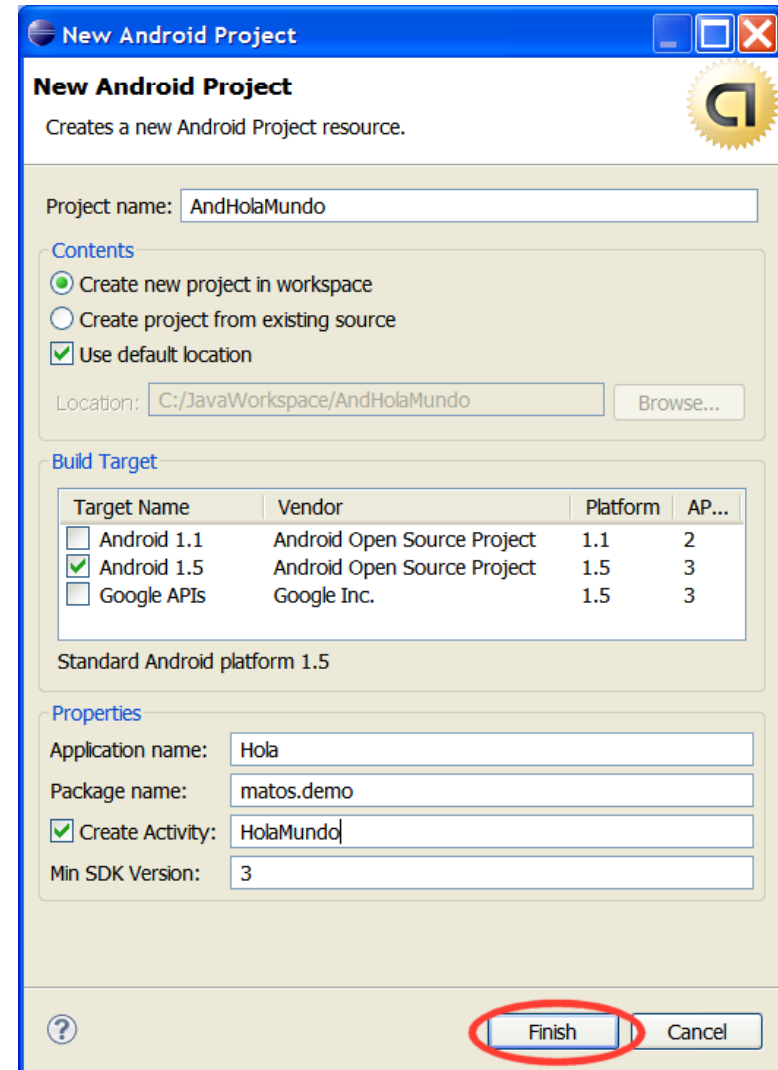 New Android Project
New Android Project
Creates a new Android Project resource.
Project name: AndHolaMundo
Contents
Create new project in workspace
Create project from existing source
Use default location
Location: C:/JavaWorkspace/AndHolaMundo Browse...
Build Target
Target Name Vendor Platform AP...
Android 1.1 Android Open Source Project 1.1 2
Android 1.5 Android Open Source Project 1.5 3
Google APIs Google Inc. 1.5 3
Standard Android platform 1.5
Properties
Application name: Hola
Package name: matos.demo
Create Activity: HolaMundo
Min SDK Version: 3
? Finish Cancel